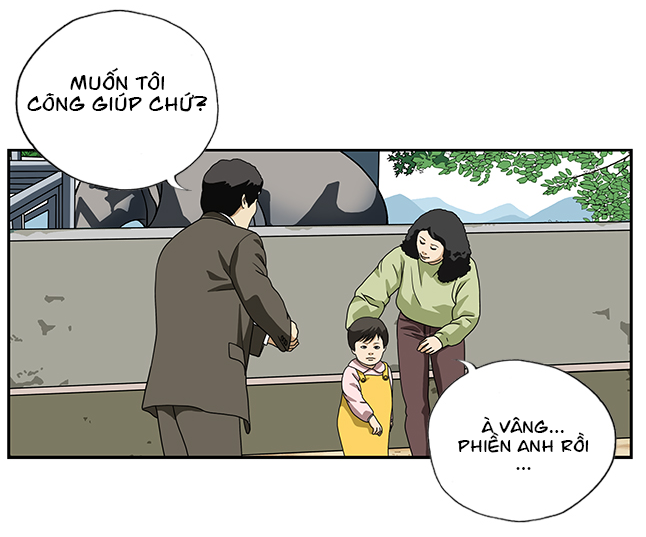 MUỐN TÔI
CÕNG GIÚP CHỨ?
À VÂNG...
PHIỀN ANH RỒI
...